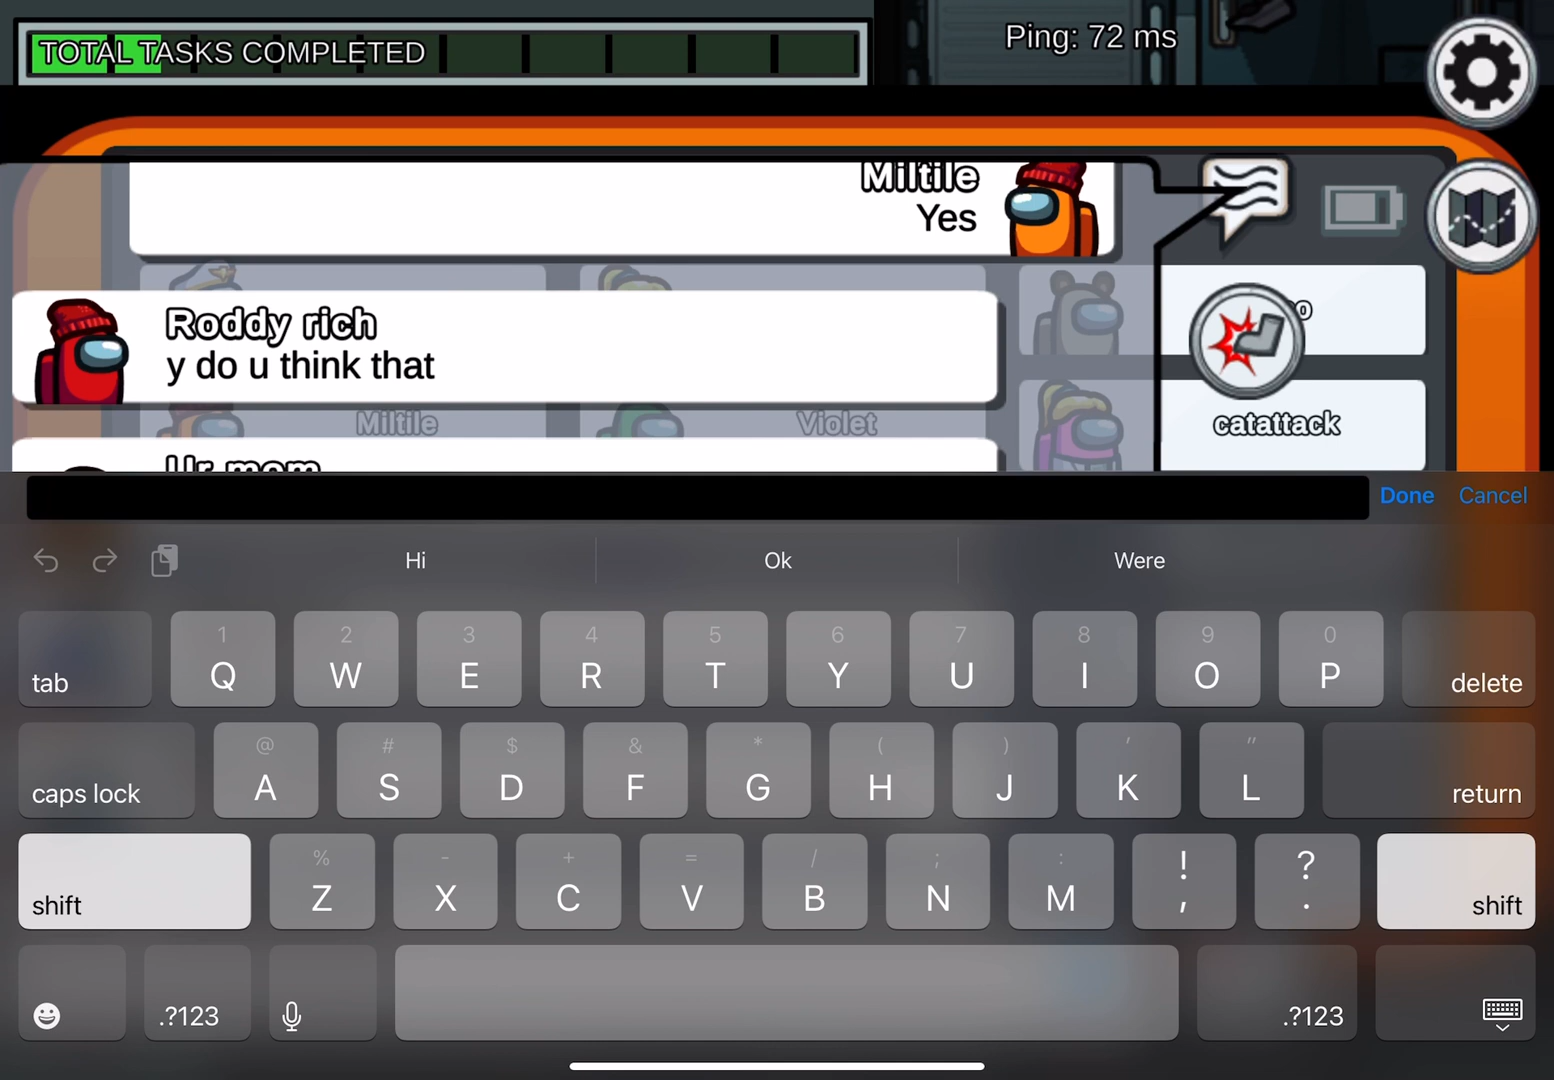 TOTAL TASKS COMPLETED
Ping: 72 ms
Miltile
Yes
Roddy rich
y do u think that
Miltile
Violet
catattack
Ur mom
Done Cancel
Hi Ok Were
1 2 3 4 5 6 7 8 9 0
tab Q W E R T Y U I O P delete
@ # $ & * ( ) ' "
caps lock A S D F G H J K L return
% - + = / ; : ! ?
shift Z X C V B N M , . shift
.?123 .?123